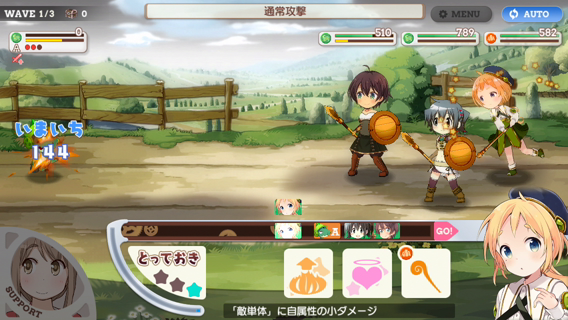 WAVE 1/3
0
通常攻撃
MENU
AUTO
0
A
510
789
582
いまいち
144
GO!
とっておき
SUPPORT
「敵単体」に自属性の小ダメージ